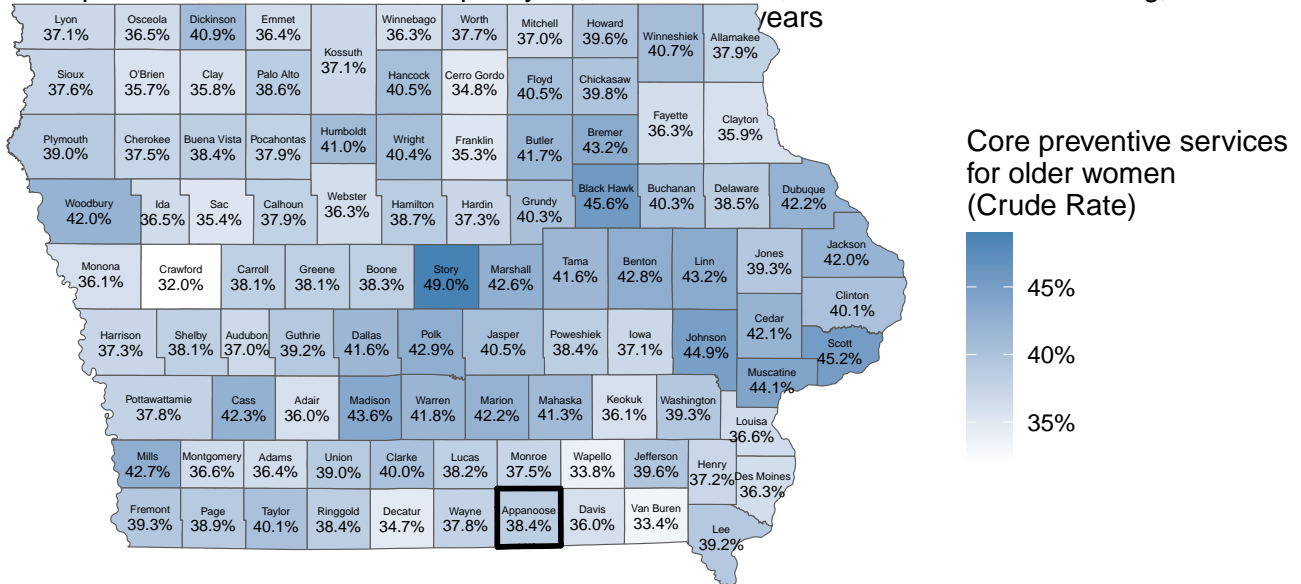 years
Lyon Osceola Dickinson Emmet Winnebago Worth Mitchell Howard Winneshiek Allamakee
37.1% 36.5% 40.9% 36.4% 36.3% 37.7% 37.0% 39.6% 40.7% 37.9%
Kossuth
37.1%
Sioux O'Brien Clay Palo Alto Hancock Cerro Gordo Floyd Chickasaw
37.6% 35.7% 35.8% 38.6% 40.5% 34.8% 40.5% 39.8%
Fayette Clayton
36.3% 35.9%
Plymouth Cherokee Buena Vista Pocahontas Humboldt Wright Franklin Butler Bremer
39.0% 37.5% 38.4% 37.9% 41.0% 40.4% 35.3% 41.7% 43.2%
Woodbury Ida Sac Calhoun Webster Hamilton Hardin Grundy Black Hawk Buchanan Delaware Dubuque
42.0% 36.5% 35.4% 37.9% 36.3% 38.7% 37.3% 40.3% 45.6% 40.3% 38.5% 42.2%
Monona Crawford Carroll Greene Boone Story Marshall Tama Benton Linn Jones Jackson
36.1% 32.0% 38.1% 38.1% 38.3% 49.0% 42.6% 41.6% 42.8% 43.2% 39.3% 42.0%
Clinton
40.1%
Harrison Shelby Audubon Guthrie Dallas Polk Jasper Poweshiek Iowa Johnson Cedar Scott
37.3% 38.1% 37.0% 39.2% 41.6% 42.9% 40.5% 38.4% 37.1% 44.9% 42.1% 45.2%
Muscatine
44.1%
Pottawattamie Cass Adair Madison Warren Marion Mahaska Keokuk Washington
37.8% 42.3% 36.0% 43.6% 41.8% 42.2% 41.3% 36.1% 39.3%
Louisa
36.6%
Mills Montgomery Adams Union Clarke Lucas Monroe Wapello Jefferson Henry Des Moines
42.7% 36.6% 36.4% 39.0% 40.0% 38.2% 37.5% 33.8% 39.6% 37.2% 36.3%
Fremont Page Taylor Ringgold Decatur Wayne Appanoose Davis Van Buren Lee
39.3% 38.9% 40.1% 38.4% 34.7% 37.8% 38.4% 36.0% 33.4% 39.2%
Core preventive services
for older women
(Crude Rate)
45%
40%
35%